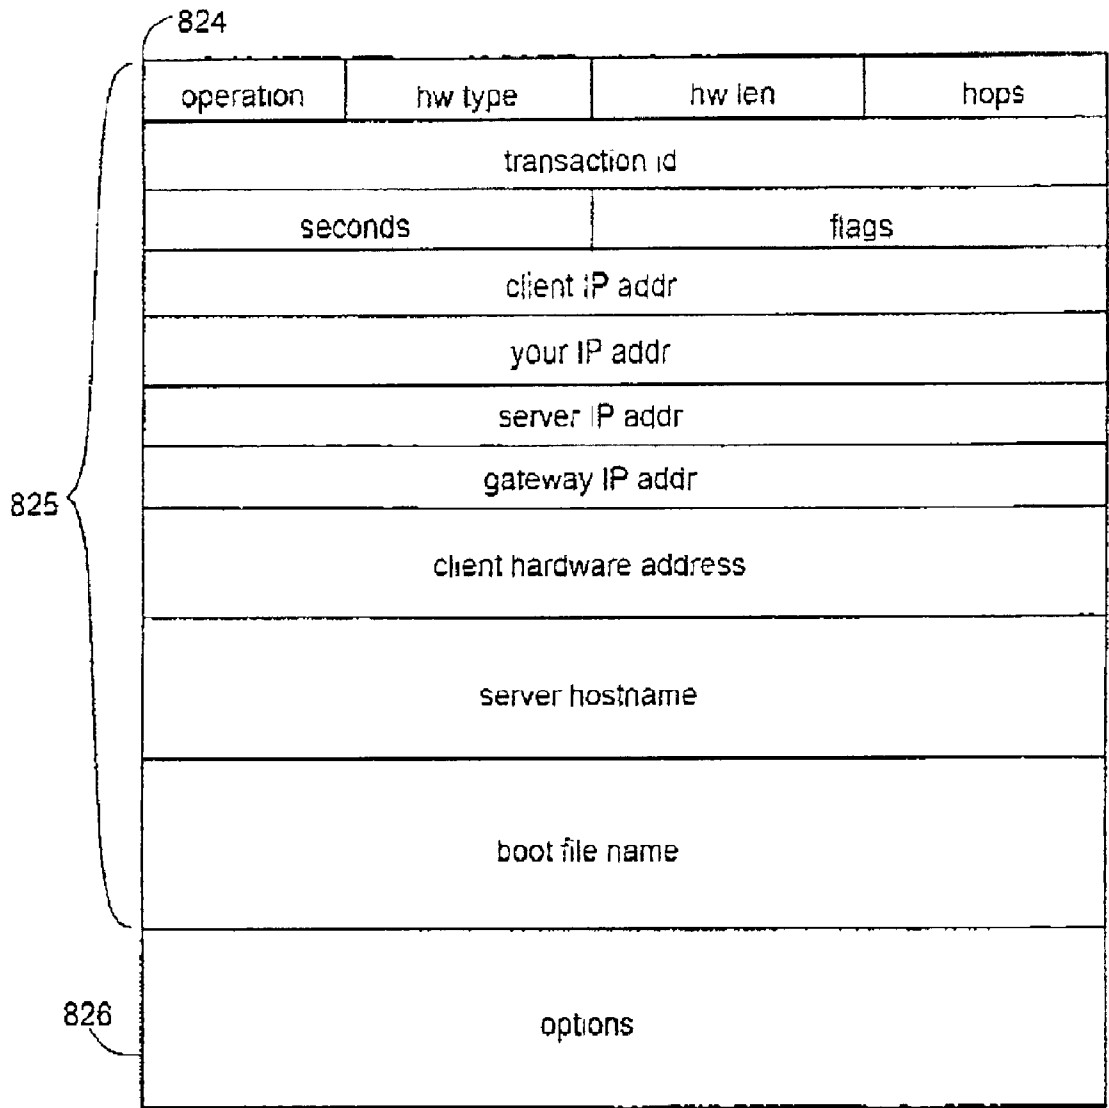 824
operation hw type hw len hops
transaction id
seconds flags
client IP addr
your IP addr
server IP addr
gateway IP addr
825
client hardware address
server hostname
boot file name
826
options